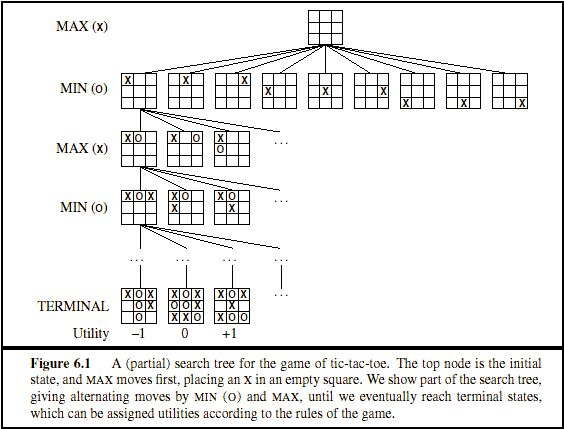 MAX (X)
X X X
MIN (O) X X X
X X X
X O X O X
MAX (X) O ...
X O X X O X O
MIN (O) X X ...
... ... ... ...
X O X X O X X O X ...
TERMINAL O X O O X X
O X X O X O O
Utility –1 0 +1
Figure 6.1 A (partial) search tree for the game of tic-tac-toe. The top node is the initial
state, and MAX moves first, placing an X in an empty square. We show part of the search tree,
giving alternating moves by MIN (O) and MAX, until we eventually reach terminal states,
which can be assigned utilities according to the rules of the game.